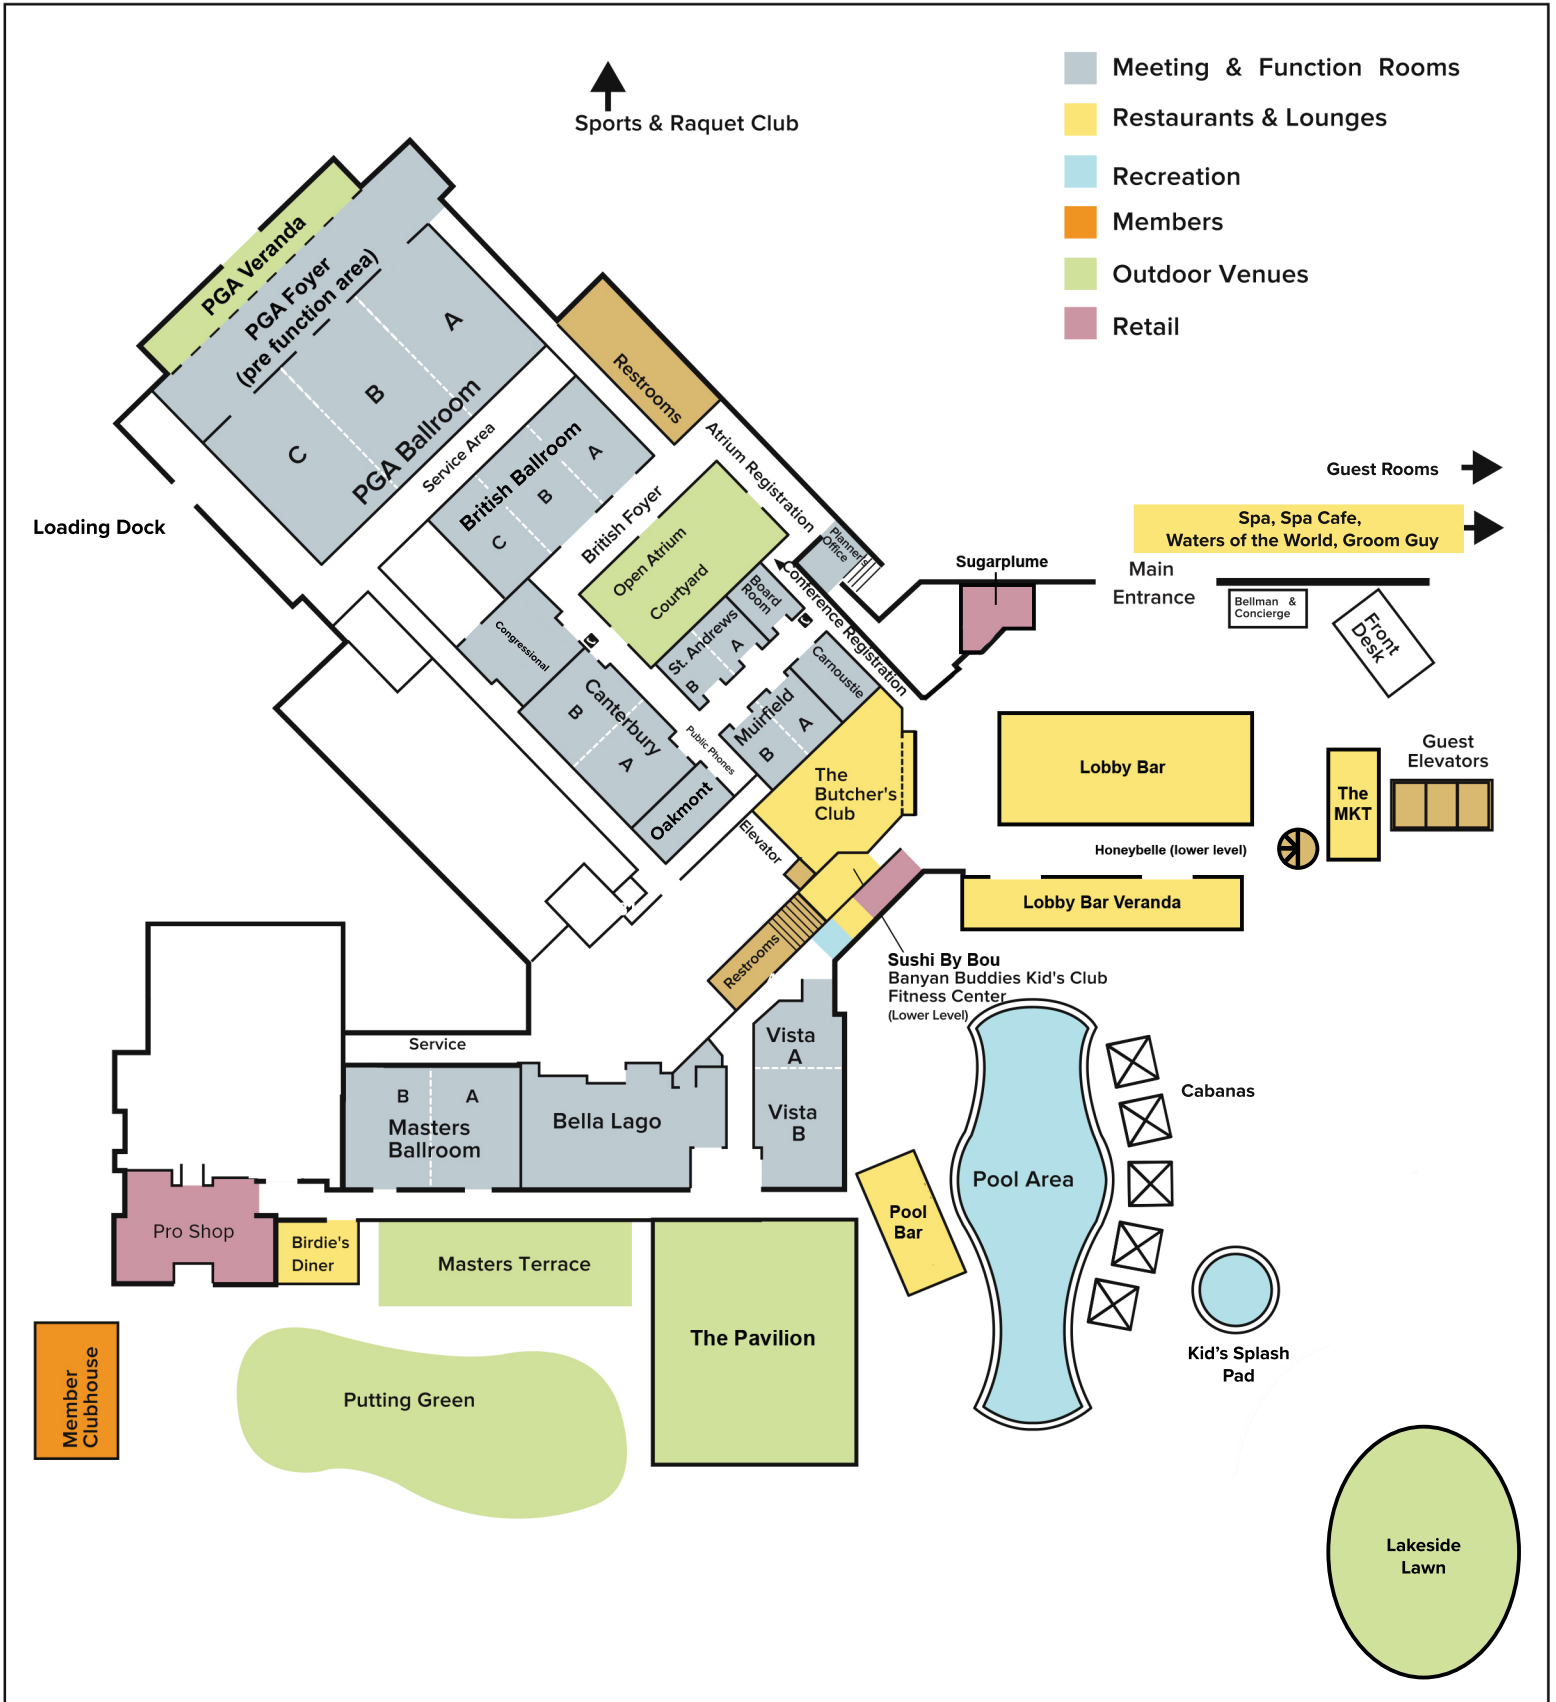 Meeting & Function Rooms
Restaurants & Lounges
Recreation
Members
Outdoor Venues
Retail
Sports & Raquet Club
PGA Veranda
PGA Foyer
(pre function area)
A
B
C
PGA Ballroom
Restrooms
Service Area
British Ballroom
A
B
C
British Foyer
Atrium Registration
Loading Dock
Guest Rooms
Spa, Spa Cafe,
Waters of the World, Groom Guy
Open Atrium
Courtyard
Planner's
Office
Sugarplume
Main
Entrance
Bellman &
Concierge
Front
Desk
Board
Room
Conference Registration
Congressional
St. Andrews
A
B
Carnoustie
Canterbury
B
A
Muirfield
A
B
Public Phones
Oakmont
The
Butcher's
Club
Elevator
Lobby Bar
The
MKT
Guest
Elevators
Honeybelle (lower level)
Lobby Bar Veranda
Restrooms
Sushi By Bou
Banyan Buddies Kid's Club
Fitness Center
(Lower Level)
Service
Vista
A
Vista
B
B
A
Masters
Ballroom
Bella Lago
Cabanas
Pool Area
Pool
Bar
Pro Shop
Birdie's
Diner
Masters Terrace
The Pavilion
Kid's Splash
Pad
Member
Clubhouse
Putting Green
Lakeside
Lawn